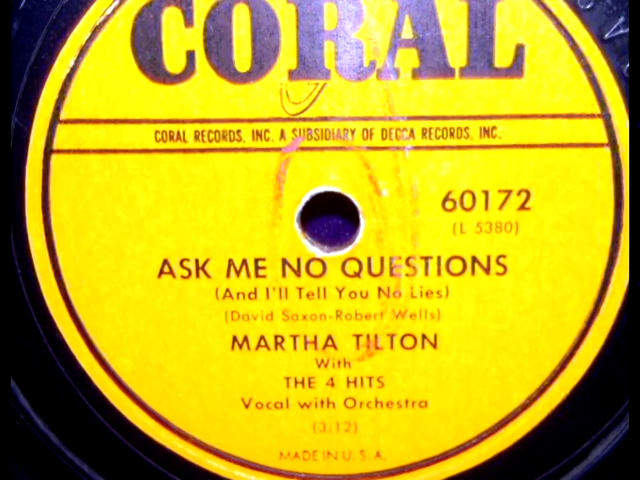 CORAL
CORAL RECORDS, INC. A SUBSIDIARY OF DECCA RECORDS, INC.
60172
(L 5380)
ASK ME NO QUESTIONS
(And I'll Tell You No Lies)
(David Saxon-Robert Wells)
MARTHA TILTON
With
THE 4 HITS
Vocal with Orchestra
(3:12)
MADE IN U. S. A.